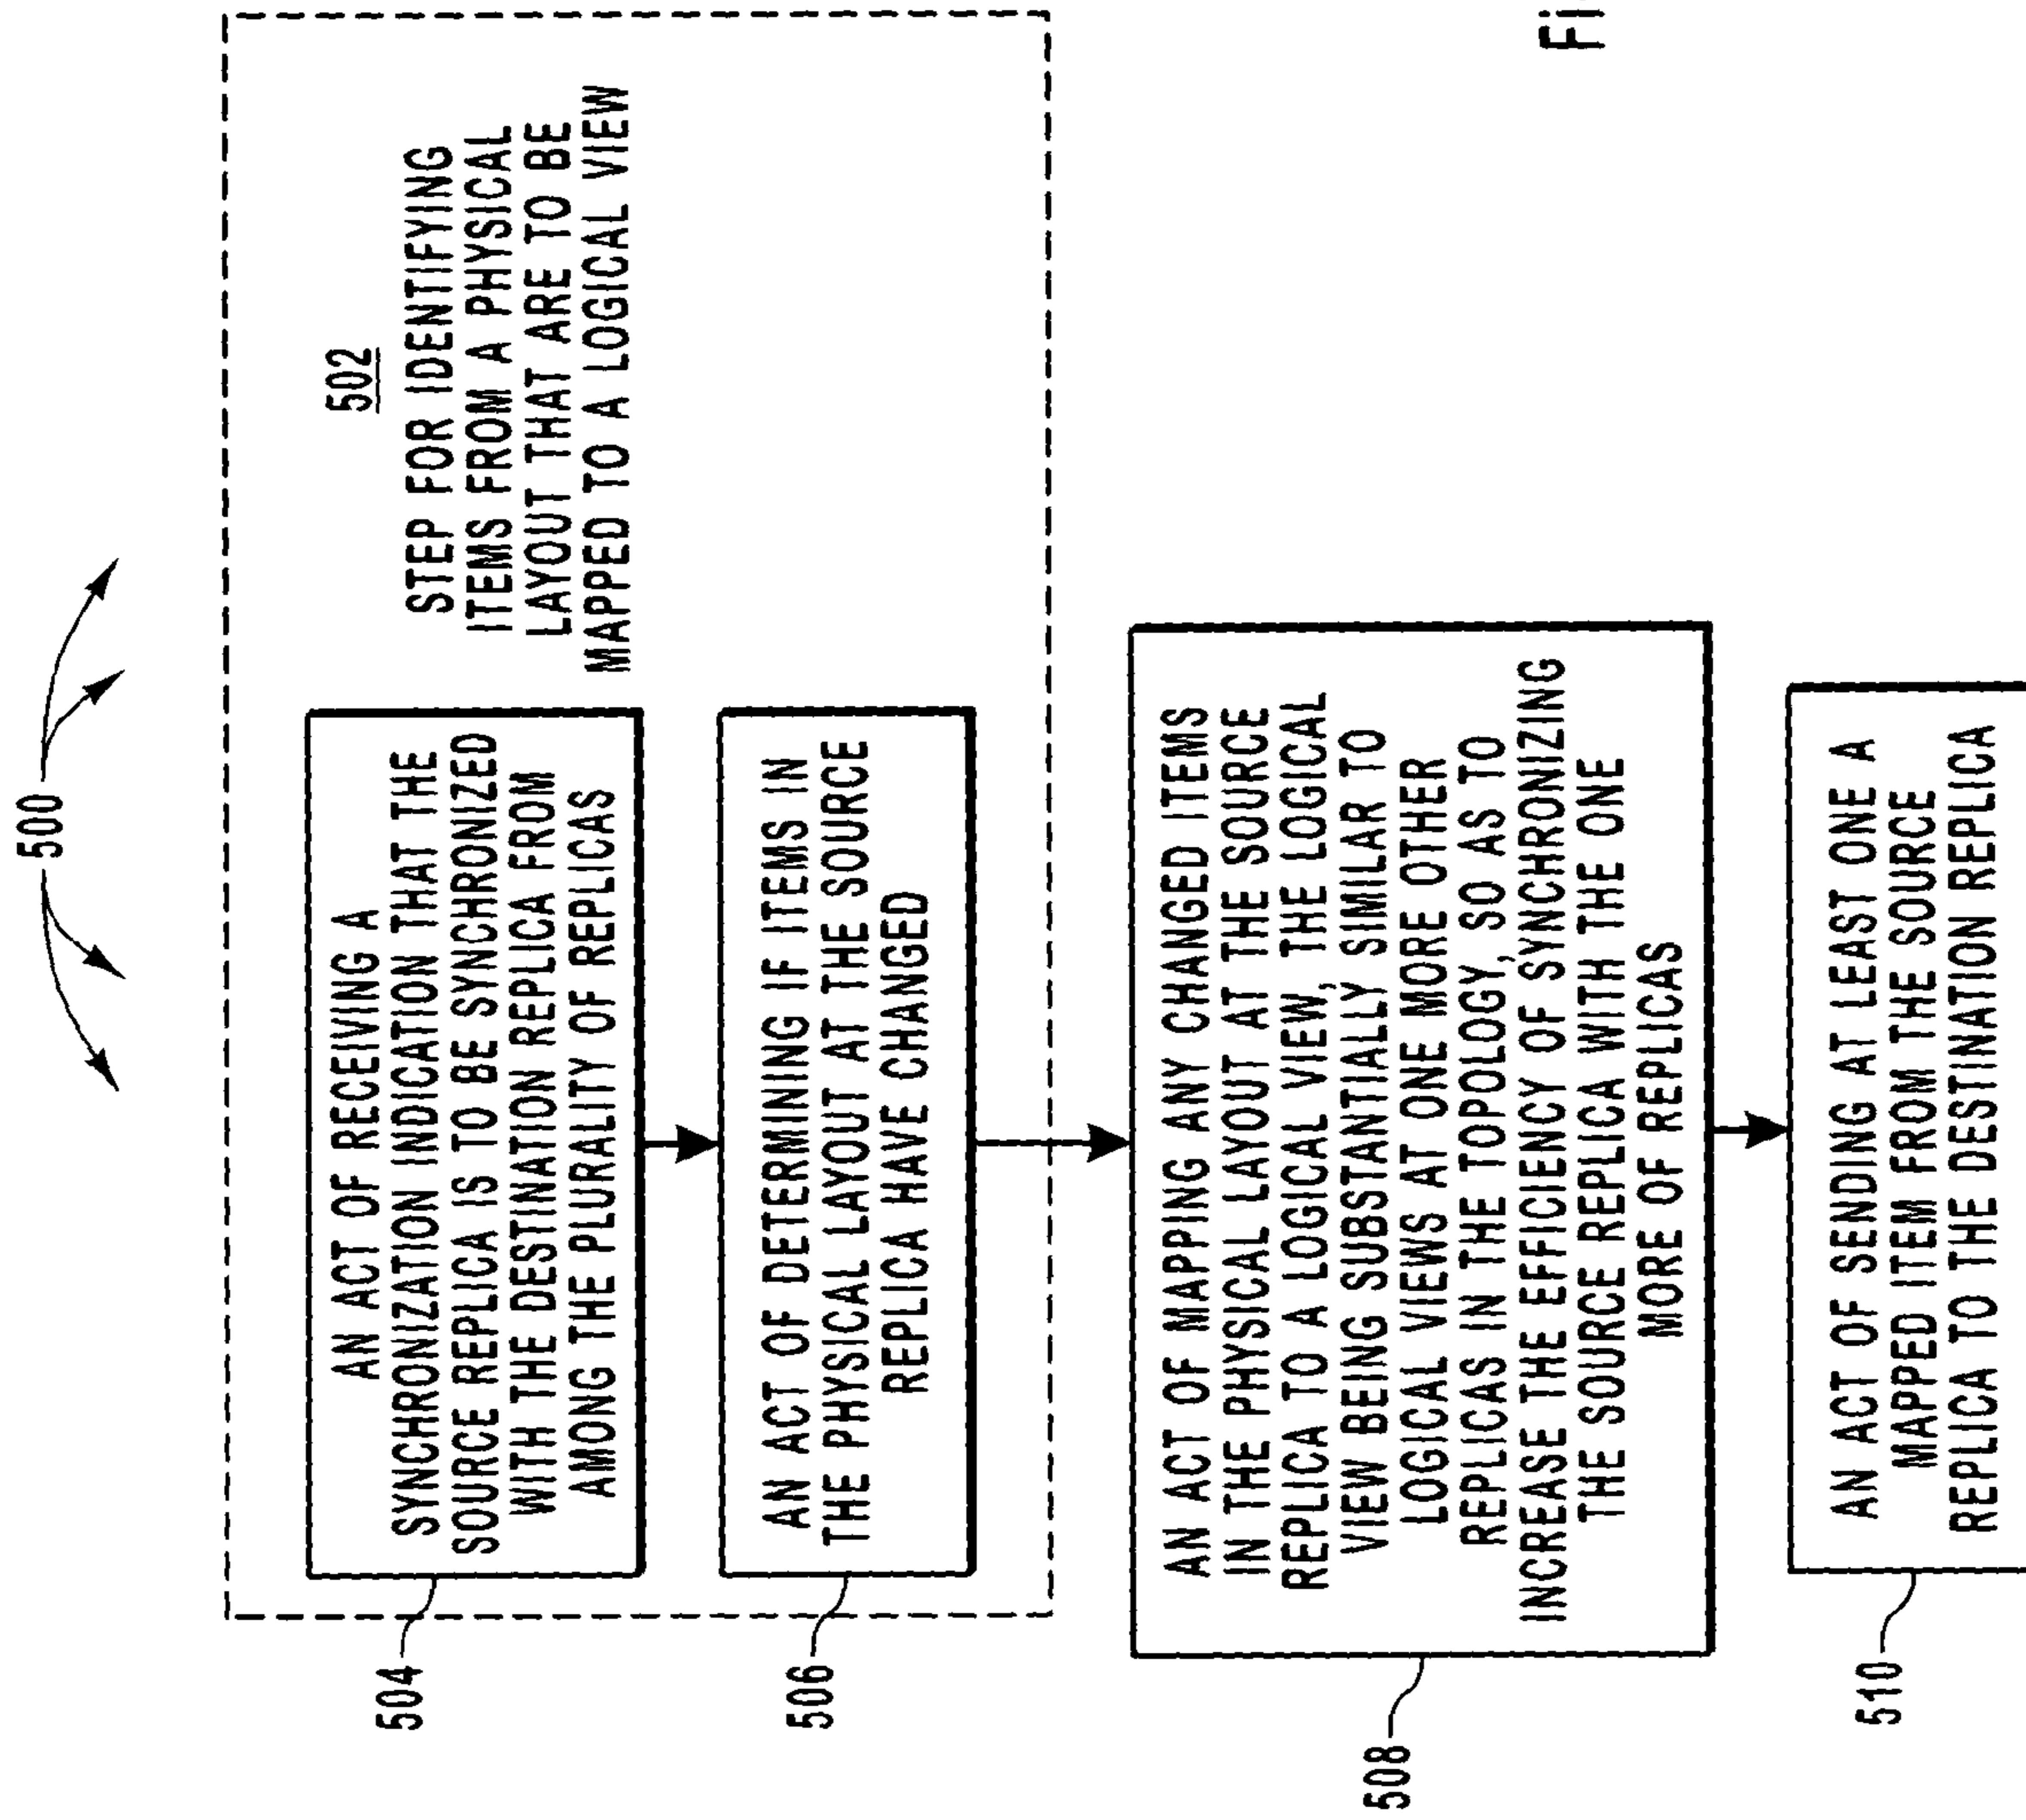 500
502
STEP FOR IDENTIFYING
ITEMS FROM A PHYSICAL
LAYOUT THAT ARE TO BE
MAPPED TO A LOGICAL VIEW
504
AN ACT OF RECEIVING A
SYNCHRONIZATION INDICATION THAT THE
SOURCE REPLICA IS TO BE SYNCHRONIZED
WITH THE DESTINATION REPLICA FROM
AMONG THE PLURALITY OF REPLICAS
506
AN ACT OF DETERMINING IF ITEMS IN
THE PHYSICAL LAYOUT AT THE SOURCE
REPLICA HAVE CHANGED
508
AN ACT OF MAPPING ANY CHANGED ITEMS
IN THE PHYSICAL LAYOUT AT THE SOURCE
REPLICA TO A LOGICAL VIEW, THE LOGICAL
VIEW BEING SUBSTANTIALLY SIMILAR TO
LOGICAL VIEWS AT ONE MORE OTHER
REPLICAS IN THE TOPOLOGY, SO AS TO
INCREASE THE EFFICIENCY OF SYNCHRONIZING
THE SOURCE REPLICA WITH THE ONE
MORE OF REPLICAS
510
AN ACT OF SENDING AT LEAST ONE A
MAPPED ITEM FROM THE SOURCE
REPLICA TO THE DESTINATION REPLICA
Fi